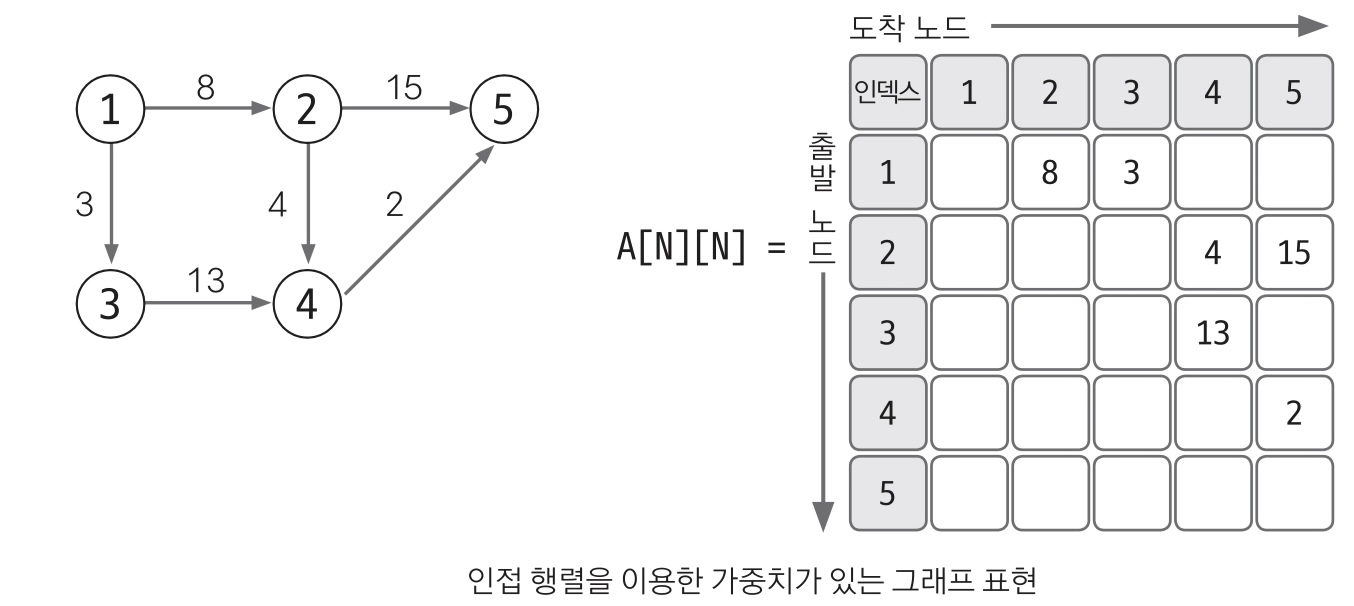 8 15
1 2 5
3 4 2
13
3 4
도착 노드
인덱스 1 2 3 4 5
출발 노드
1 8 3
2 4 15
A[N][N] =
3 13
4 2
5
인접 행렬을 이용한 가중치가 있는 그래프 표현